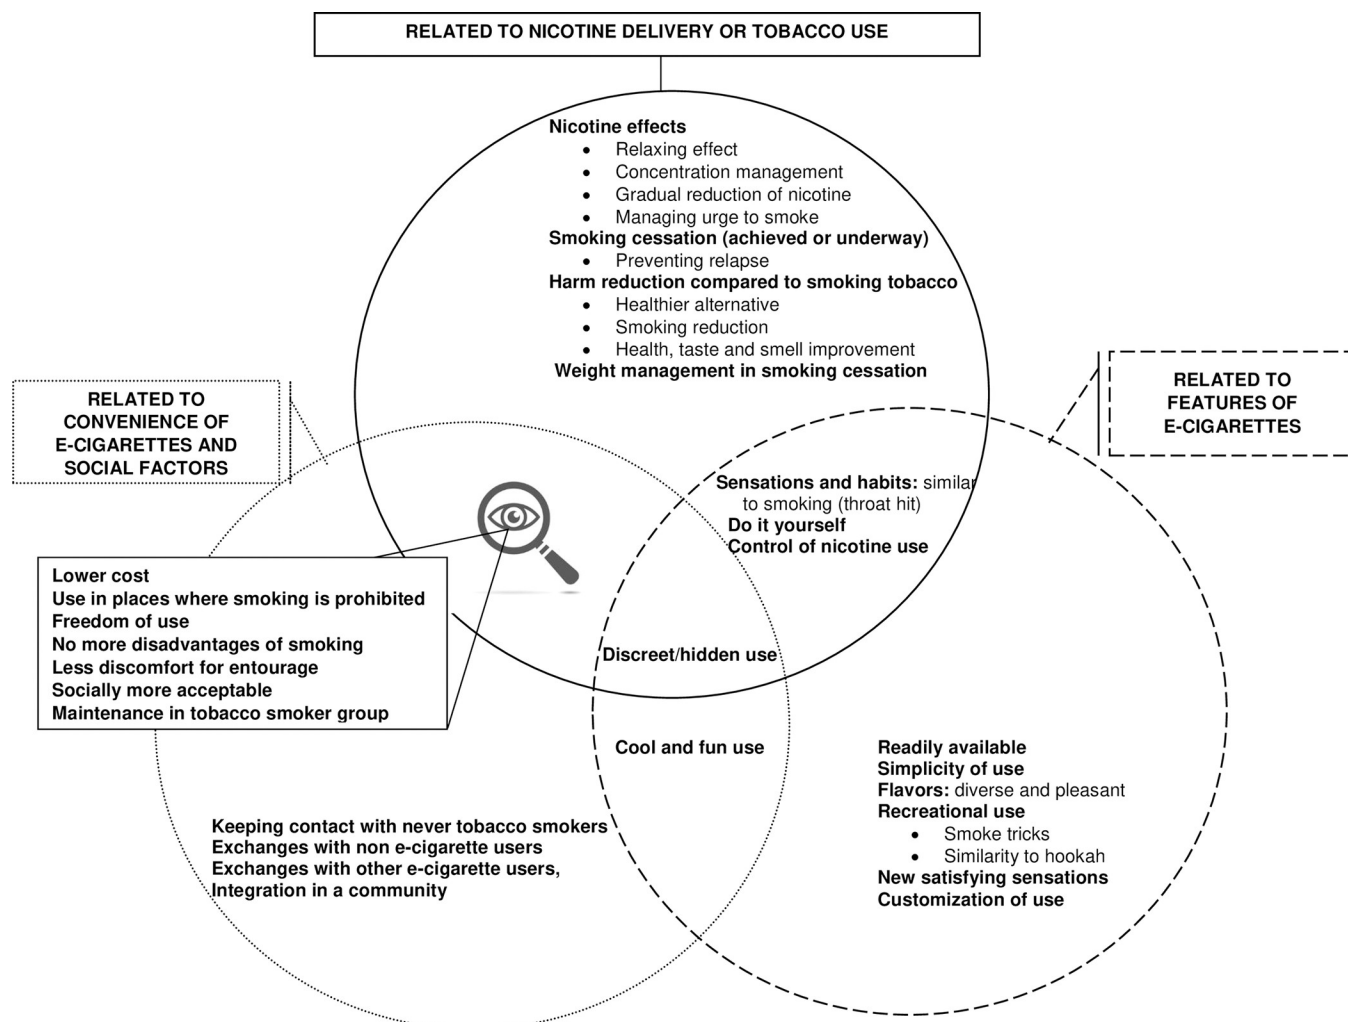 RELATED TO NICOTINE DELIVERY OR TOBACCO USE
Nicotine effects
• Relaxing effect
• Concentration management
• Gradual reduction of nicotine
• Managing urge to smoke
Smoking cessation (achieved or underway)
• Preventing relapse
Harm reduction compared to smoking tobacco
• Healthier alternative
• Smoking reduction
• Health, taste and smell improvement
Weight management in smoking cessation
RELATED TO
CONVENIENCE OF
E-CIGARETTES AND
SOCIAL FACTORS
RELATED TO
FEATURES OF
E-CIGARETTES
Sensations and habits: similar
to smoking (throat hit)
Do it yourself
Control of nicotine use
Lower cost
Use in places where smoking is prohibited
Freedom of use
No more disadvantages of smoking
Less discomfort for entourage
Socially more acceptable
Maintenance in tobacco smoker group
Discreet/hidden use
Cool and fun use
Readily available
Simplicity of use
Flavors: diverse and pleasant
Recreational use
• Smoke tricks
• Similarity to hookah
New satisfying sensations
Customization of use
Keeping contact with never tobacco smokers
Exchanges with non e-cigarette users
Exchanges with other e-cigarette users,
Integration in a community